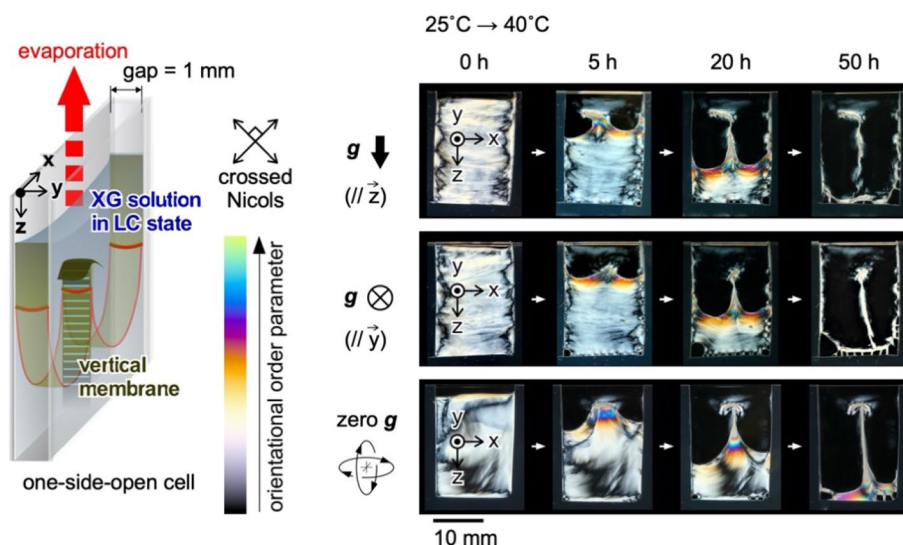 evaporation
gap = 1 mm
x
y
z
XG solution
in LC state
vertical
membrane
one-side-open cell
crossed
Nicols
orientational order parameter
25°C → 40°C
0 h 5 h 20 h 50 h
g
(// z⃗)
y
x
z
g
(// y⃗)
y
x
z
zero g
y
x
z
10 mm